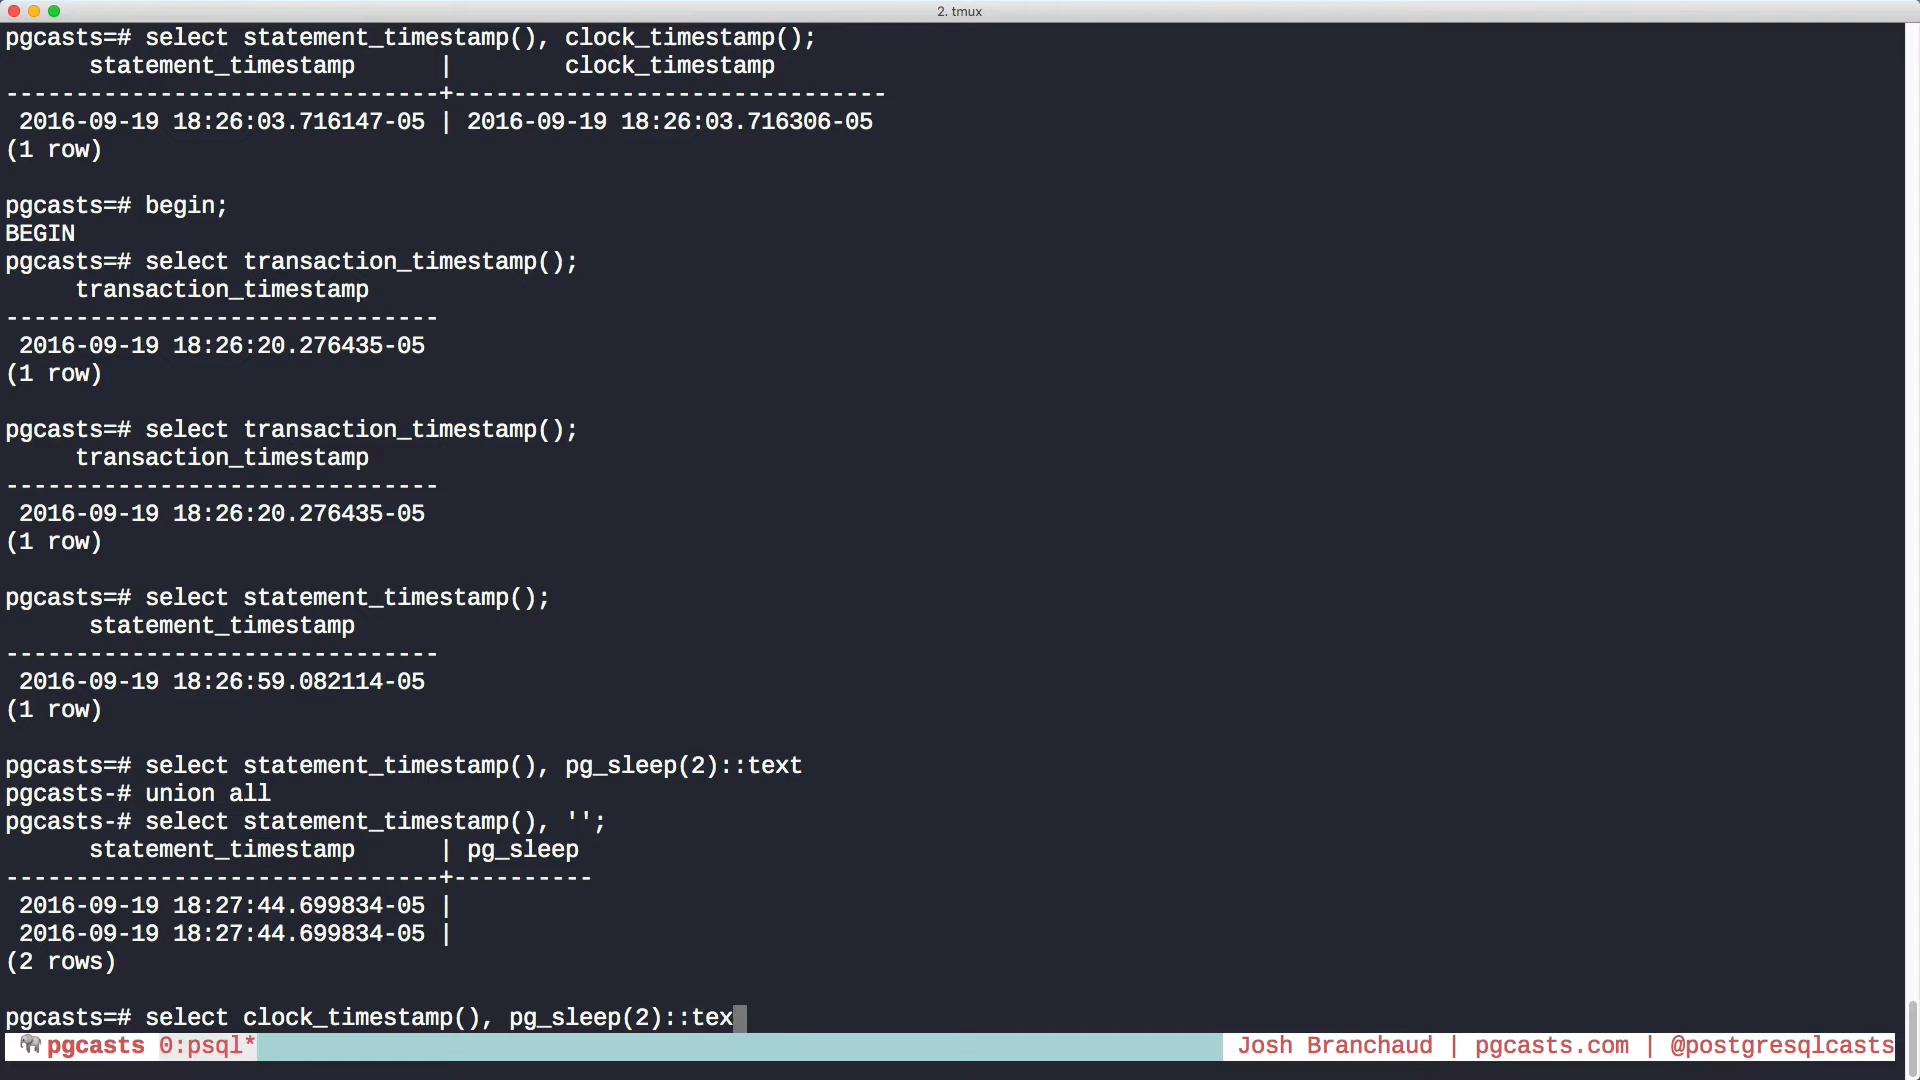 2. tmux
pgcasts=# select statement_timestamp(), clock_timestamp();
      statement_timestamp      |        clock_timestamp
-------------------------------+-------------------------------
 2016-09-19 18:26:03.716147-05 | 2016-09-19 18:26:03.716306-05
(1 row)
pgcasts=# begin;
BEGIN
pgcasts=# select transaction_timestamp();
     transaction_timestamp
-------------------------------
 2016-09-19 18:26:20.276435-05
(1 row)
pgcasts=# select transaction_timestamp();
     transaction_timestamp
-------------------------------
 2016-09-19 18:26:20.276435-05
(1 row)
pgcasts=# select statement_timestamp();
      statement_timestamp
-------------------------------
 2016-09-19 18:26:59.082114-05
(1 row)
pgcasts=# select statement_timestamp(), pg_sleep(2)::text
pgcasts-# union all
pgcasts-# select statement_timestamp(), '';
      statement_timestamp      | pg_sleep
-------------------------------+----------
 2016-09-19 18:27:44.699834-05 |
 2016-09-19 18:27:44.699834-05 |
(2 rows)
pgcasts=# select clock_timestamp(), pg_sleep(2)::tex
pgcasts 0:psql* Josh Branchaud | pgcasts.com | @postgresqlcasts